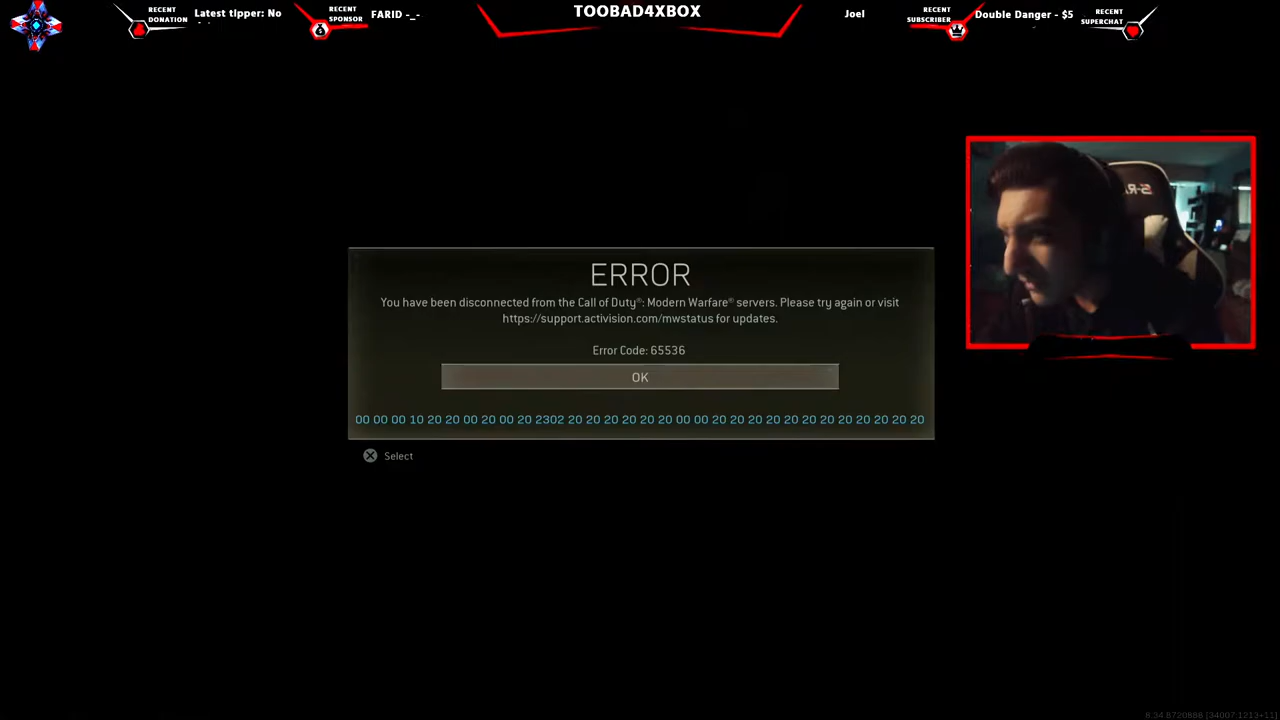 RECENT
DONATION
Latest tipper: No
RECENT
SPONSOR
FARID -_-
TOOBAD4XBOX
Joel
RECENT
SUBSCRIBER
Double Danger - $5
RECENT
SUPERCHAT
ERROR
You have been disconnected from the Call of Duty®: Modern Warfare® servers. Please try again or visit
https://support.activision.com/mwstatus for updates.
Error Code: 65536
OK
00 00 00 10 20 20 00 20 00 20 2302 20 20 20 20 20 20 20 00 00 20 20 20 20 20 20 20 20 20 20 20 20
Select